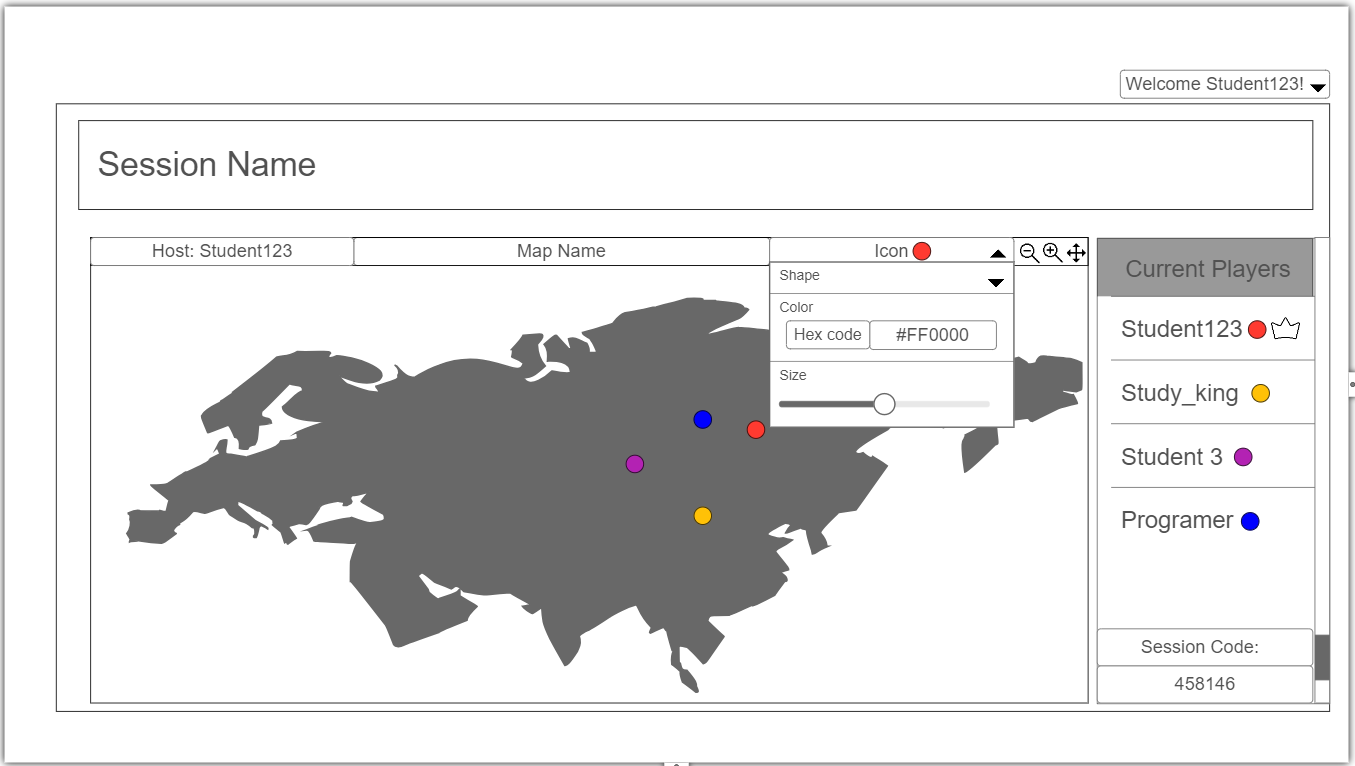 Welcome Student123!
Session Name
Host: Student123
Map Name
Icon
Shape
Color
Hex code
#FF0000
Size
Current Players
Student123
Study_king
Student 3
Programer
Session Code:
458146